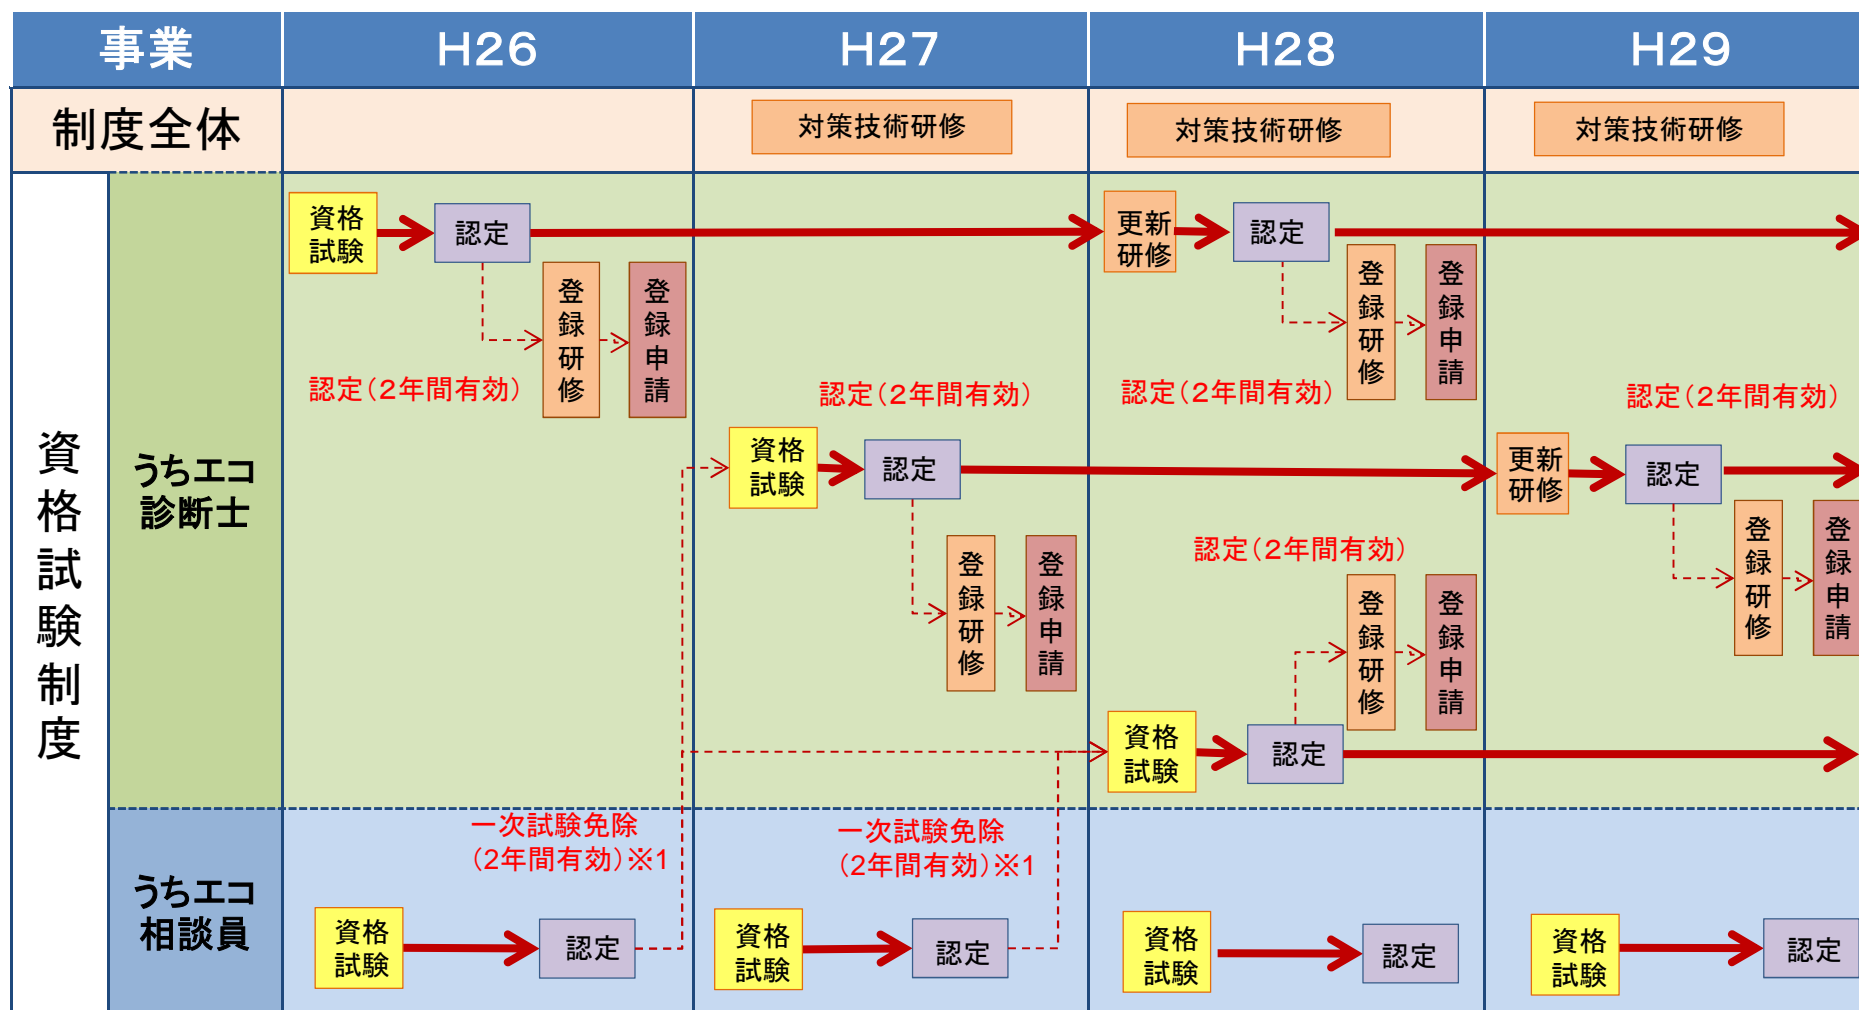 事業
H26
H27
H28
H29
制度全体
対策技術研修
対策技術研修
対策技術研修
資格試験制度
うちエコ
診断士
資格
試験
認定
登録研修
登録申請
認定(2年間有効)
更新
研修
認定
登録研修
登録申請
認定(2年間有効)
認定(2年間有効)
資格
試験
認定
登録研修
登録申請
認定(2年間有効)
更新
研修
認定
登録研修
登録申請
認定(2年間有効)
資格
試験
認定
登録研修
登録申請
うちエコ
相談員
一次試験免除
(2年間有効)※1
一次試験免除
(2年間有効)※1
資格
試験
認定
資格
試験
認定
資格
試験
認定
資格
試験
認定